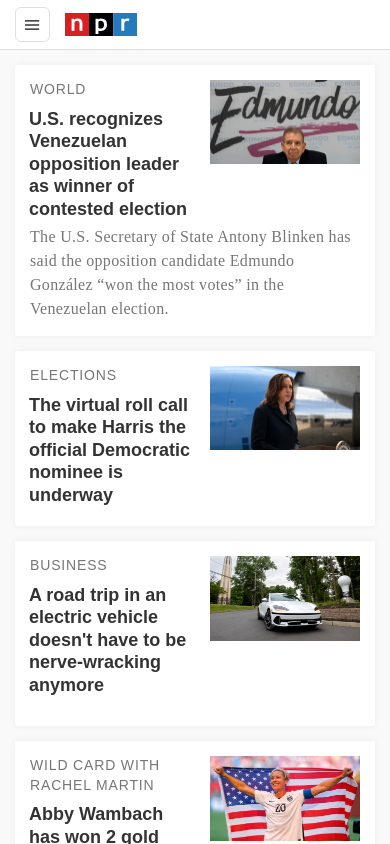 npr
WORLD
U.S. recognizes
Venezuelan
opposition leader
as winner of
contested election
Edmundo
The U.S. Secretary of State Antony Blinken has
said the opposition candidate Edmundo
González “won the most votes” in the
Venezuelan election.
ELECTIONS
The virtual roll call
to make Harris the
official Democratic
nominee is
underway
BUSINESS
A road trip in an
electric vehicle
doesn't have to be
nerve-wracking
anymore
WILD CARD WITH
RACHEL MARTIN
Abby Wambach
has won 2 gold
20